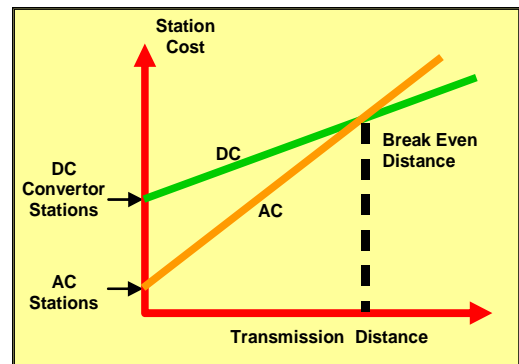 Station
Cost
DC
Break Even
Distance
DC
Convertor
Stations
AC
AC
Stations
Transmission Distance